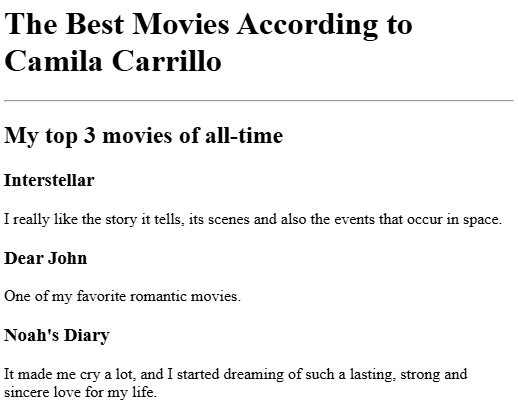 The Best Movies According to
Camila Carrillo
My top 3 movies of all-time
Interstellar
I really like the story it tells, its scenes and also the events that occur in space.
Dear John
One of my favorite romantic movies.
Noah's Diary
It made me cry a lot, and I started dreaming of such a lasting, strong and
sincere love for my life.